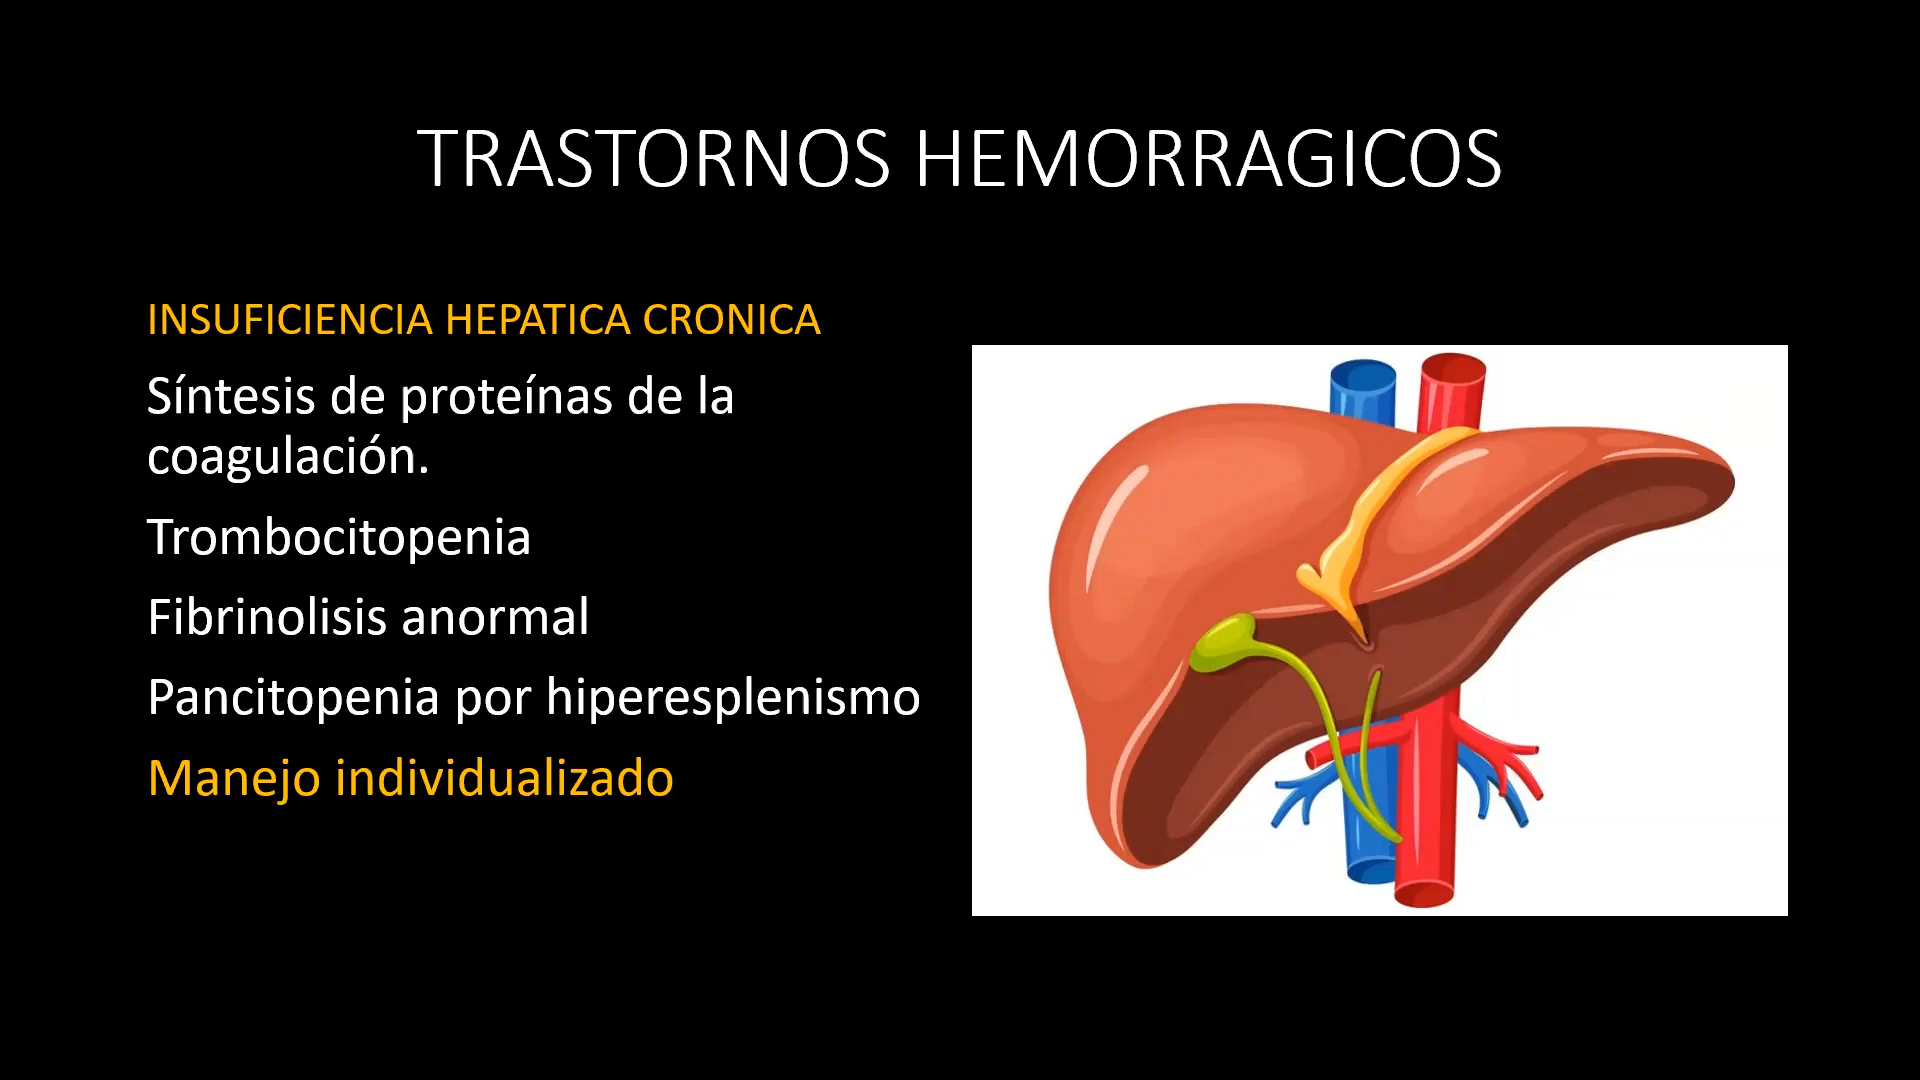 TRASTORNOS HEMORRAGICOS
INSUFICIENCIA HEPATICA CRONICA
Síntesis de proteínas de la
coagulación.
Trombocitopenia
Fibrinolisis anormal
Pancitopenia por hiperesplenismo
Manejo individualizado